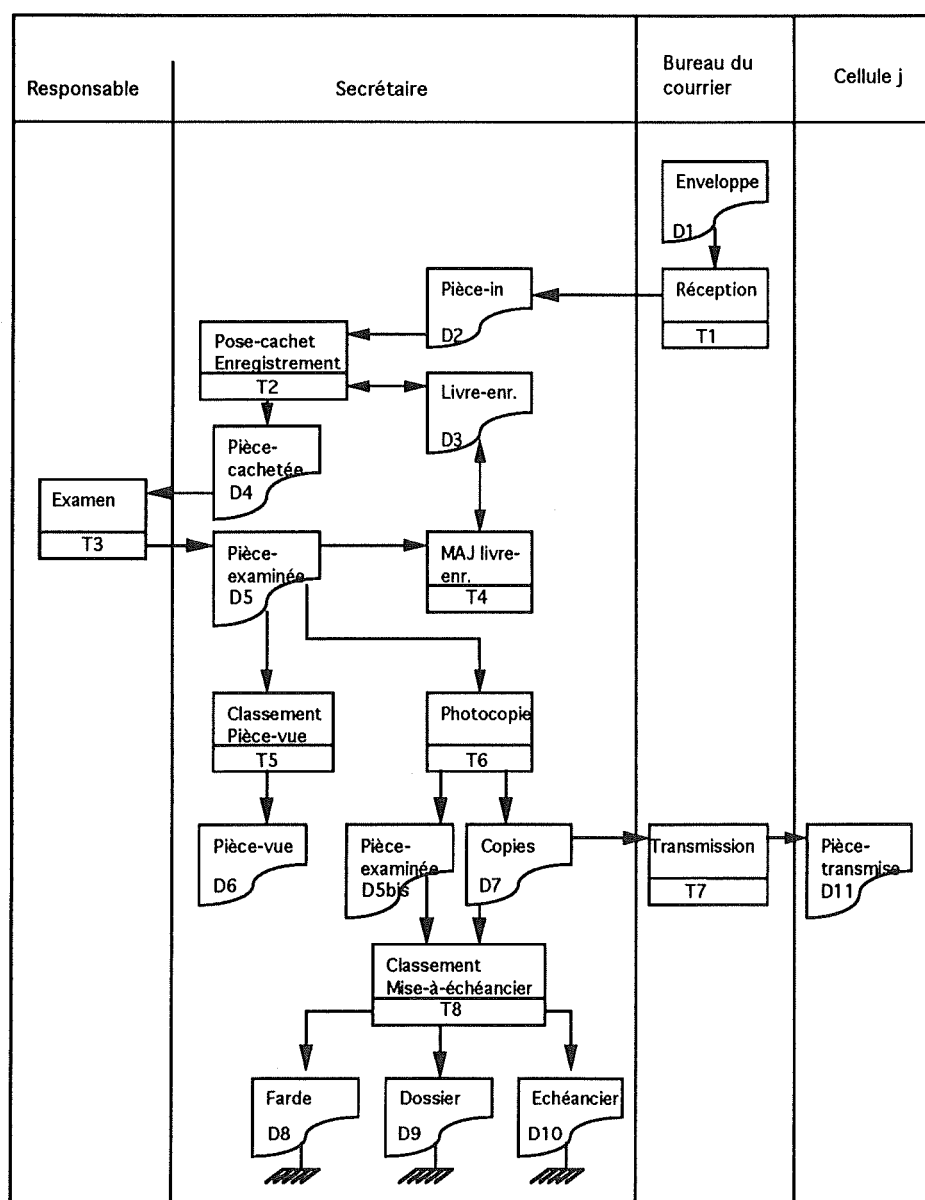 Responsable
Secrétaire
Bureau du
courrier
Cellule j
Enveloppe
D1
Pièce-in
D2
Réception
T1
Pose-cachet
Enregistrement
T2
Livre-enr.
D3
Pièce-
cachetée
D4
Examen
T3
Pièce-
examinée
D5
MAJ livre-
enr.
T4
Classement
Pièce-vue
T5
Photocopie
T6
Pièce-vue
D6
Pièce-
examinée
D5bis
Copies
D7
Transmission
T7
Pièce-
transmise
D11
Classement
Mise-à-échéancier
T8
Farde
D8
Dossier
D9
Echéancier
D10